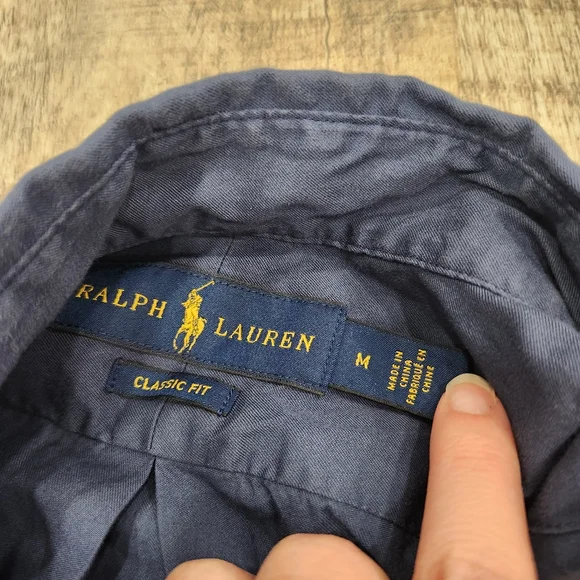 RALPH LAUREN
M
MADE IN
CHINA
FABRIQUÉ EN
CHINE
CLASSIC FIT